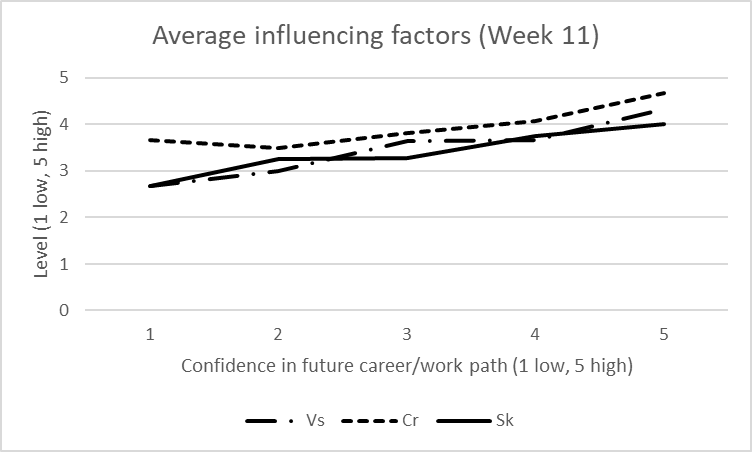 Average influencing factors (Week 11)
Level (1 low, 5 high)
5
4
3
2
1
0
1 2 3 4 5
Confidence in future career/work path (1 low, 5 high)
Vs Cr Sk